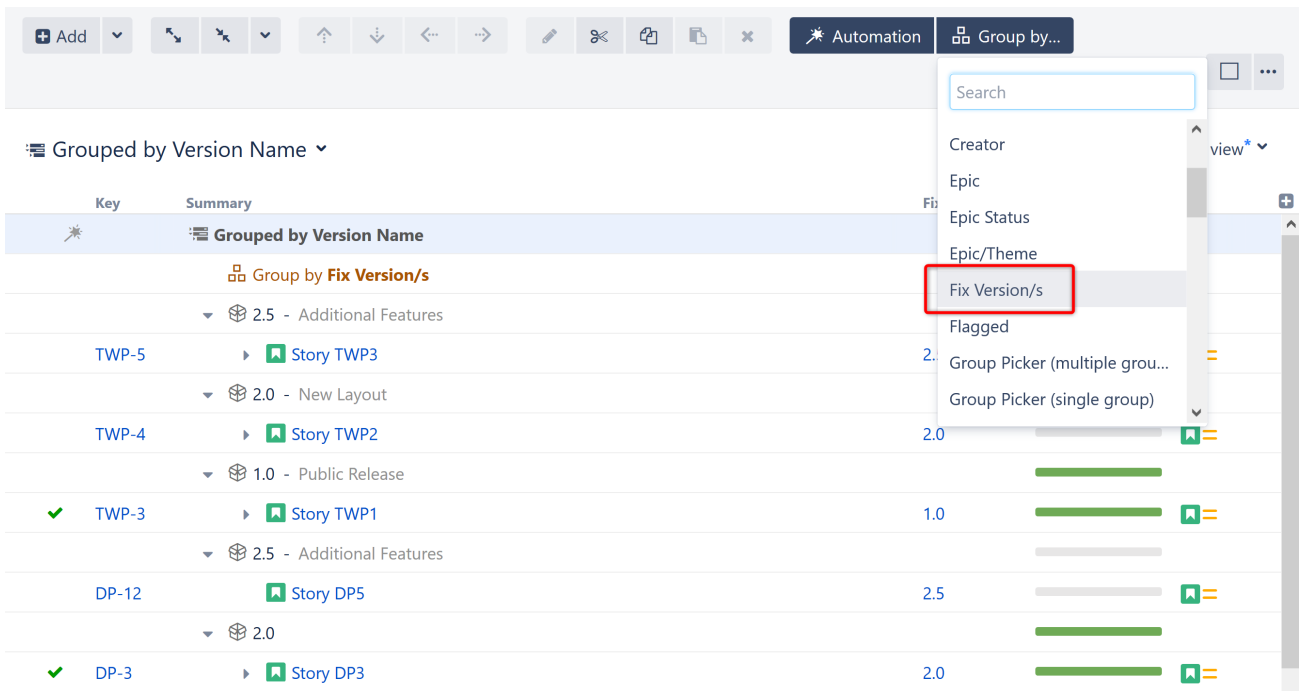 Add
Automation
Group by...
Search
Grouped by Version Name
view*
Creator
Epic
Epic Status
Epic/Theme
Fix Version/s
Flagged
Group Picker (multiple grou...
Group Picker (single group)
Key Summary Fi
Grouped by Version Name
Group by Fix Version/s
2.5 - Additional Features
TWP-5 Story TWP3 2.
2.0 - New Layout
TWP-4 Story TWP2 2.0
1.0 - Public Release
TWP-3 Story TWP1 1.0
2.5 - Additional Features
DP-12 Story DP5 2.5
2.0
DP-3 Story DP3 2.0